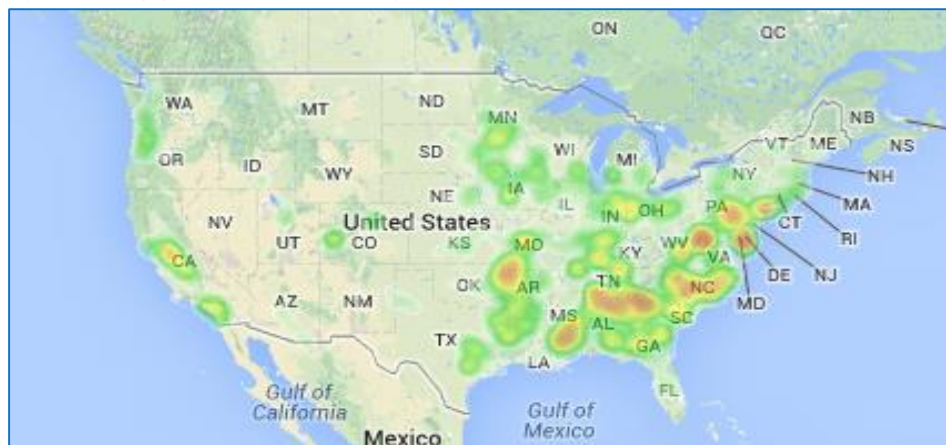 ON
QC
WA
MT
ND
MN
NB
VT
ME
NS
OR
ID
SD
WI
MI
NY
NH
WY
MA
NE
IA
IL
IN
OH
PA
CT
RI
NV
United States
UT
CO
KS
MO
KY
WV
VA
NJ
DE
MD
CA
OK
AR
TN
NC
AZ
NM
MS
AL
SC
TX
GA
LA
FL
Gulf of
California
Gulf of
Mexico
Mexico